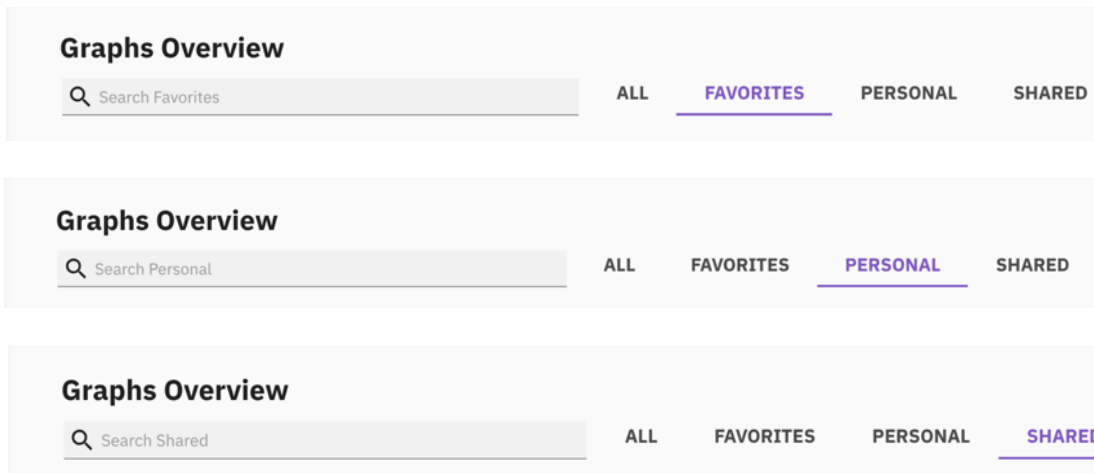 Graphs Overview
Search Favorites ALL FAVORITES PERSONAL SHARED
Graphs Overview
Search Personal ALL FAVORITES PERSONAL SHARED
Graphs Overview
Search Shared ALL FAVORITES PERSONAL SHARED